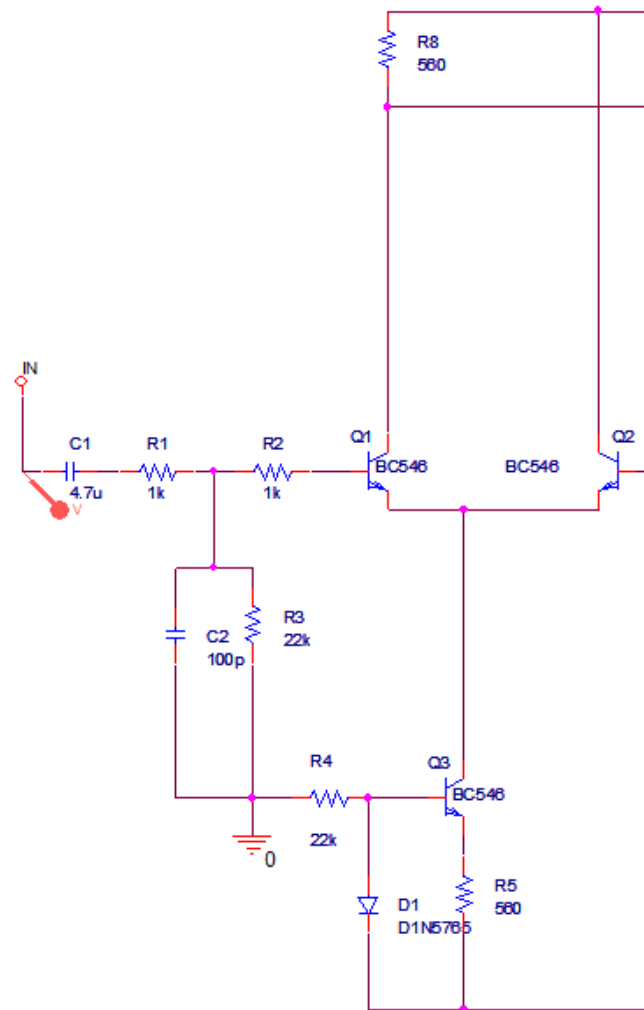 R8
560
IN
C1
4.7u
R1
1k
R2
1k
Q1
BC546
BC546
Q2
V
C2
100p
R3
22k
R4
22k
0
Q3
BC546
D1
D1N5765
R5
560